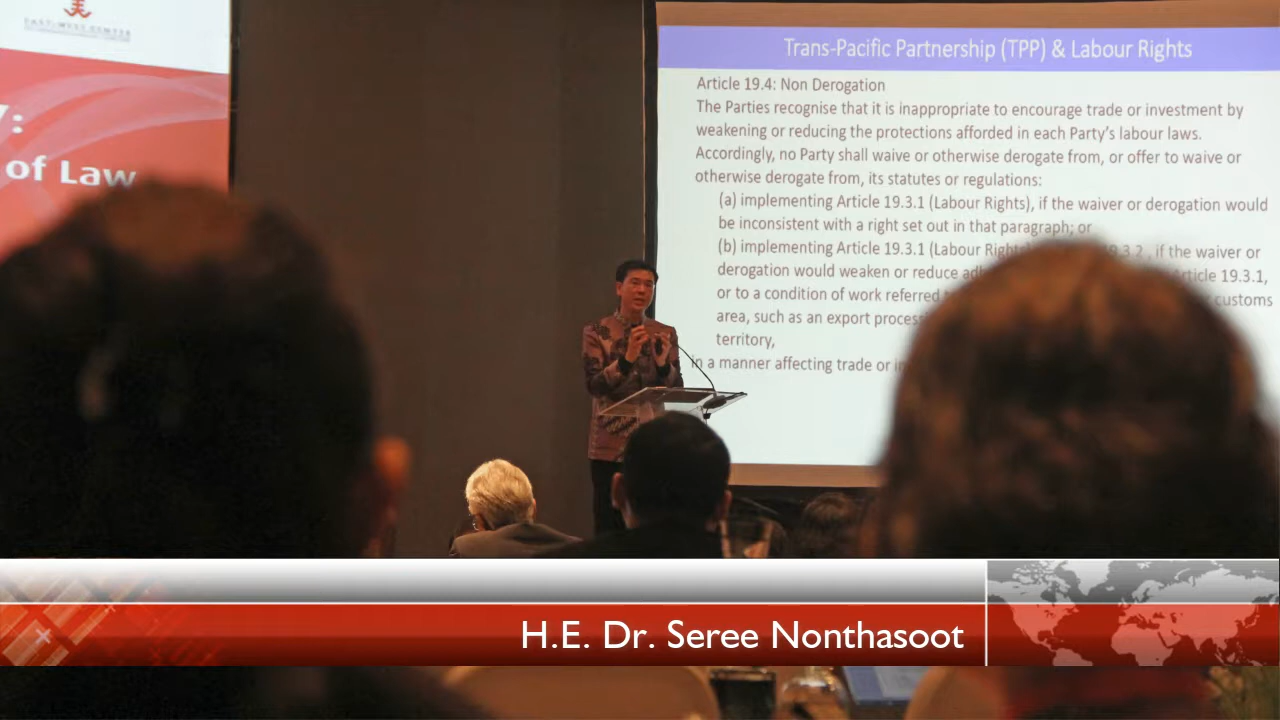 EAST-WEST CENTER
y:
of Law
Trans-Pacific Partnership (TPP) & Labour Rights
Article 19.4: Non Derogation
The Parties recognise that it is inappropriate to encourage trade or investment by
weakening or reducing the protections afforded in each Party's labour laws.
Accordingly, no Party shall waive or otherwise derogate from, or offer to waive or
otherwise derogate from, its statutes or regulations:
(a) implementing Article 19.3.1 (Labour Rights), if the waiver or derogation would
be inconsistent with a right set out in that paragraph; or
(b) implementing Article 19.3.1 (Labour Rights) 19.3.2 , if the waiver or
derogation would weaken or reduce Article 19.3.1,
or to a condition of work referred customs
area, such as an export
territory,
in a manner affecting trade or
H.E. Dr. Seree Nonthasoot